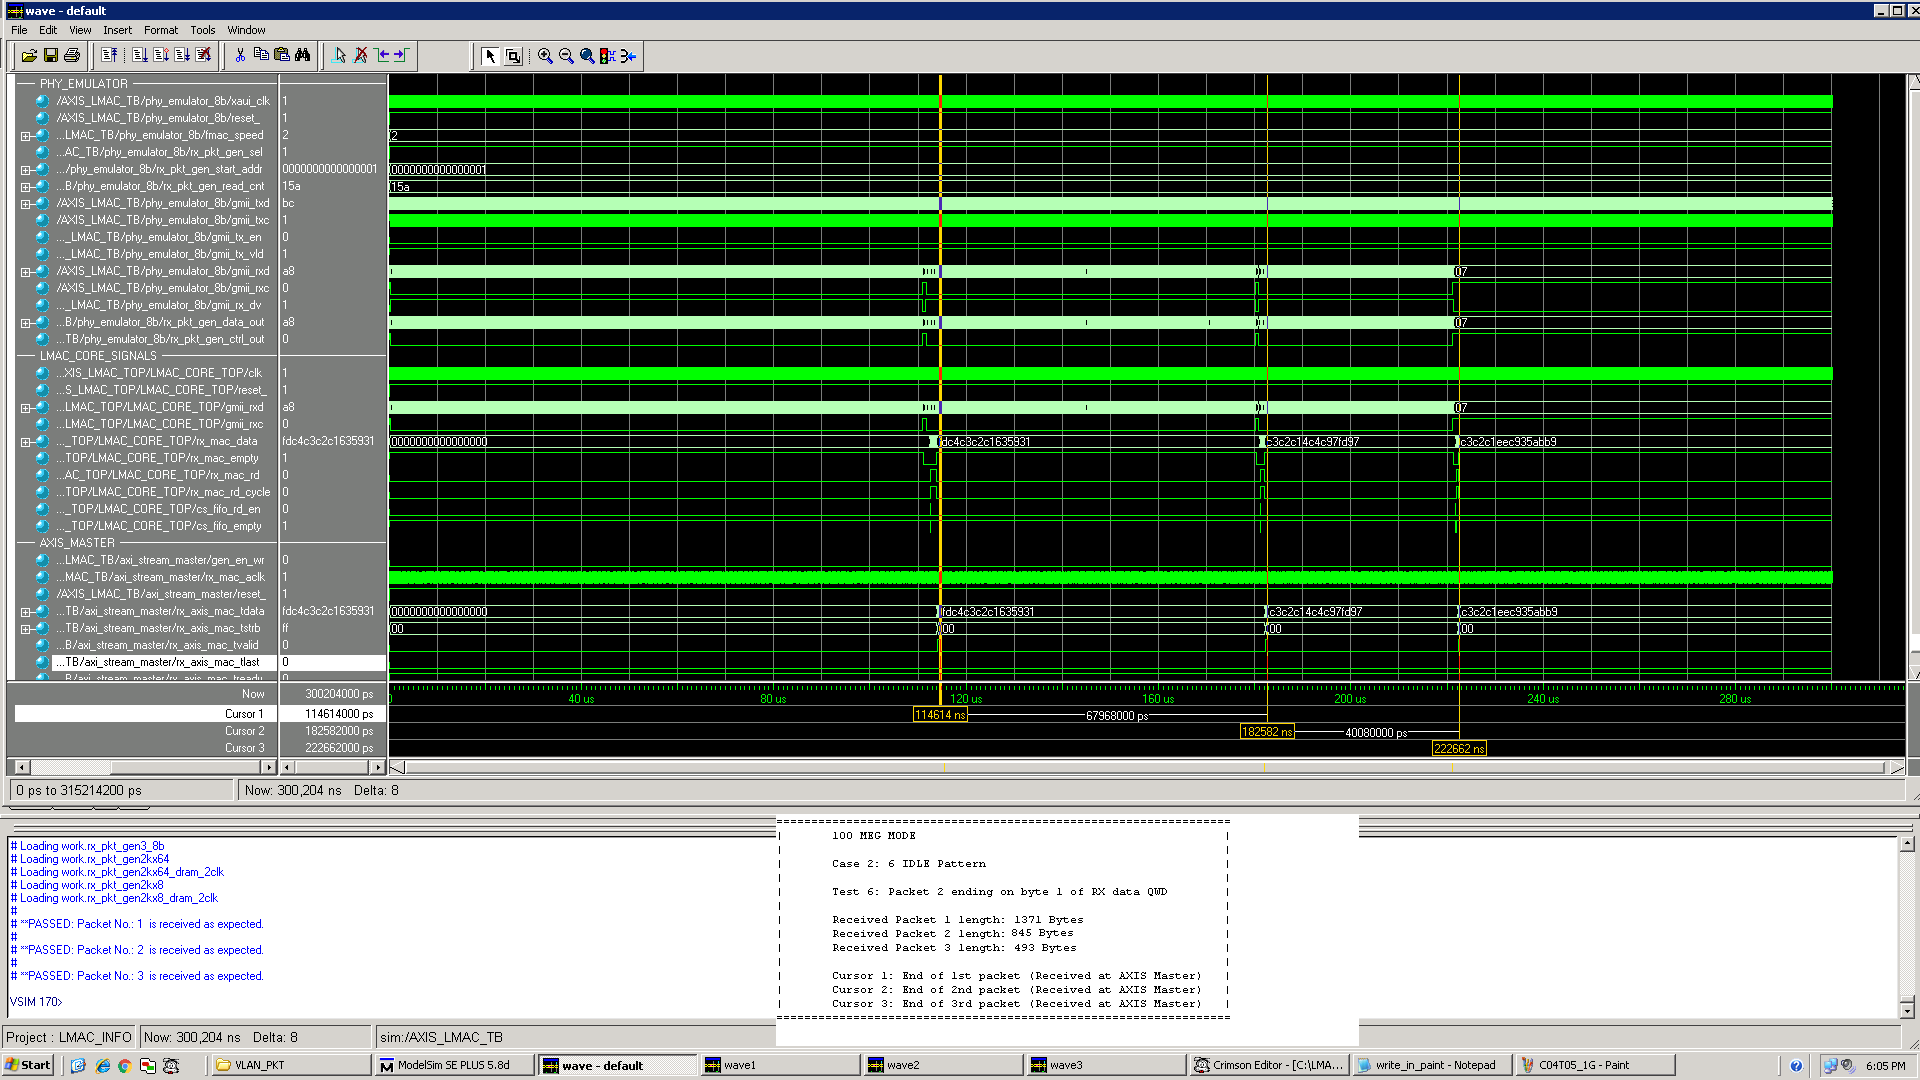 wave - default
File Edit View Insert Format Tools Window
PHY_EMULATOR
/AXIS_LMAC_TB/phy_emulator_8b/xaui_clk 1
/AXIS_LMAC_TB/phy_emulator_8b/reset_ 1
...LMAC_TB/phy_emulator_8b/fmac_speed 2 2
...AC_TB/phy_emulator_8b/rx_pkt_gen_sel 1
.../phy_emulator_8b/rx_pkt_gen_start_addr 0000000000000001 0000000000000001
...B/phy_emulator_8b/rx_pkt_gen_read_cnt 15a 15a
/AXIS_LMAC_TB/phy_emulator_8b/gmii_txd bc
/AXIS_LMAC_TB/phy_emulator_8b/gmii_txc 1
..._LMAC_TB/phy_emulator_8b/gmii_tx_en 0
..._LMAC_TB/phy_emulator_8b/gmii_tx_vld 1
/AXIS_LMAC_TB/phy_emulator_8b/gmii_rxd a8 07
/AXIS_LMAC_TB/phy_emulator_8b/gmii_rxc 0
..._LMAC_TB/phy_emulator_8b/gmii_rx_dv 1
...B/phy_emulator_8b/rx_pkt_gen_data_out a8 07
...TB/phy_emulator_8b/rx_pkt_gen_ctrl_out 0
LMAC_CORE_SIGNALS
...XIS_LMAC_TOP/LMAC_CORE_TOP/clk 1
...S_LMAC_TOP/LMAC_CORE_TOP/reset_ 1
...LMAC_TOP/LMAC_CORE_TOP/gmii_rxd a8 07
...LMAC_TOP/LMAC_CORE_TOP/gmii_rxc 0
..._TOP/LMAC_CORE_TOP/rx_mac_data fdc4c3c2c1635931 0000000000000000 fdc4c3c2c1635931 c3c2c14c4c97fd97 c3c2c1eec935abb9
...TOP/LMAC_CORE_TOP/rx_mac_empty 1
...AC_TOP/LMAC_CORE_TOP/rx_mac_rd 0
...TOP/LMAC_CORE_TOP/rx_mac_rd_cycle 0
..._TOP/LMAC_CORE_TOP/cs_fifo_rd_en 0
..._TOP/LMAC_CORE_TOP/cs_fifo_empty 1
AXIS_MASTER
...LMAC_TB/axi_stream_master/gen_en_wr 0
...MAC_TB/axi_stream_master/rx_mac_aclk 1
/AXIS_LMAC_TB/axi_stream_master/reset_ 1
...TB/axi_stream_master/rx_axis_mac_tdata fdc4c3c2c1635931 0000000000000000 fdc4c3c2c1635931 c3c2c14c4c97fd97 c3c2c1eec935abb9
...TB/axi_stream_master/rx_axis_mac_tstrb ff 00 00 00 00
...B/axi_stream_master/rx_axis_mac_tvalid 0
...TB/axi_stream_master/rx_axis_mac_tlast 0
Now 300204000 ps 40 us 80 us 120 us 160 us 200 us 240 us 280 us
Cursor 1 114614000 ps 114614 ns 67968000 ps
Cursor 2 182582000 ps 182582 ns 40080000 ps
Cursor 3 222662000 ps 222662 ns
0 ps to 315214200 ps Now: 300,204 ns Delta: 8
# Loading work.rx_pkt_gen3_8b
# Loading work.rx_pkt_gen2kx64
# Loading work.rx_pkt_gen2kx64_dram_2clk
# Loading work.rx_pkt_gen2kx8
# Loading work.rx_pkt_gen2kx8_dram_2clk
#
# **PASSED: Packet No.: 1 is received as expected.
#
# **PASSED: Packet No.: 2 is received as expected.
#
# **PASSED: Packet No.: 3 is received as expected.
VSIM 170>
100 MEG MODE
Case 2: 6 IDLE Pattern
Test 6: Packet 2 ending on byte 1 of RX data QWD
Received Packet 1 length: 1371 Bytes
Received Packet 2 length: 845 Bytes
Received Packet 3 length: 493 Bytes
Cursor 1: End of 1st packet (Received at AXIS Master)
Cursor 2: End of 2nd packet (Received at AXIS Master)
Cursor 3: End of 3rd packet (Received at AXIS Master)
Project : LMAC_INFO Now: 300,204 ns Delta: 8 sim:/AXIS_LMAC_TB
Start VLAN_PKT ModelSim SE PLUS 5.8d wave - default wave1 wave2 wave3 Crimson Editor - [C:\LMA... write_in_paint - Notepad C04T05_1G - Paint 6:05 PM